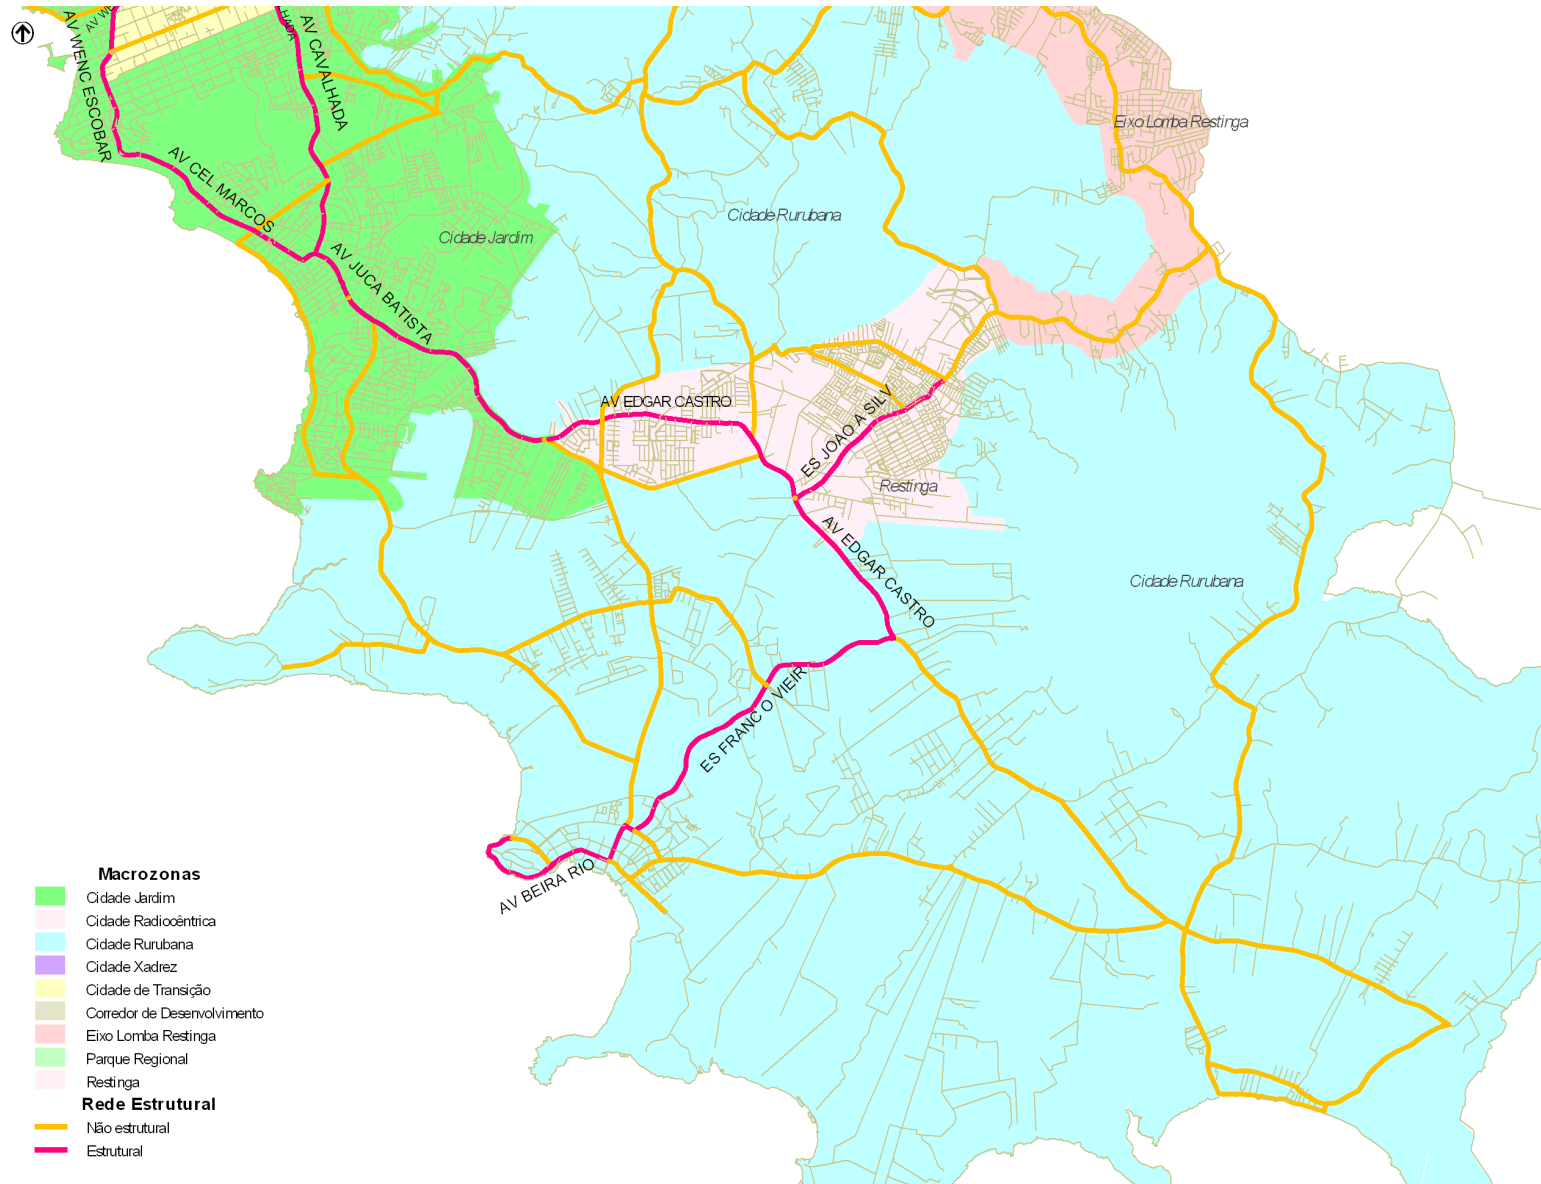 AV WENC ESCOBAR
AV WE
HADA
AV CAVALHADA
AV CEL MARCOS
AV JUCA BATISTA
Cidade Jardim
Cidade Rurubana
Eixo Lomba Restinga
AV EDGAR CASTRO
ES JOAO A SILV
Restinga
AV EDGAR CASTRO
Cidade Rurubana
ES FRANC O VIEIR
AV BEIRA RIO
Macrozonas
Cidade Jardim
Cidade Radiocêntrica
Cidade Rurubana
Cidade Xadrez
Cidade de Transição
Corredor de Desenvolvimento
Eixo Lomba Restinga
Parque Regional
Restinga
Rede Estrutural
Não estrutural
Estrutural